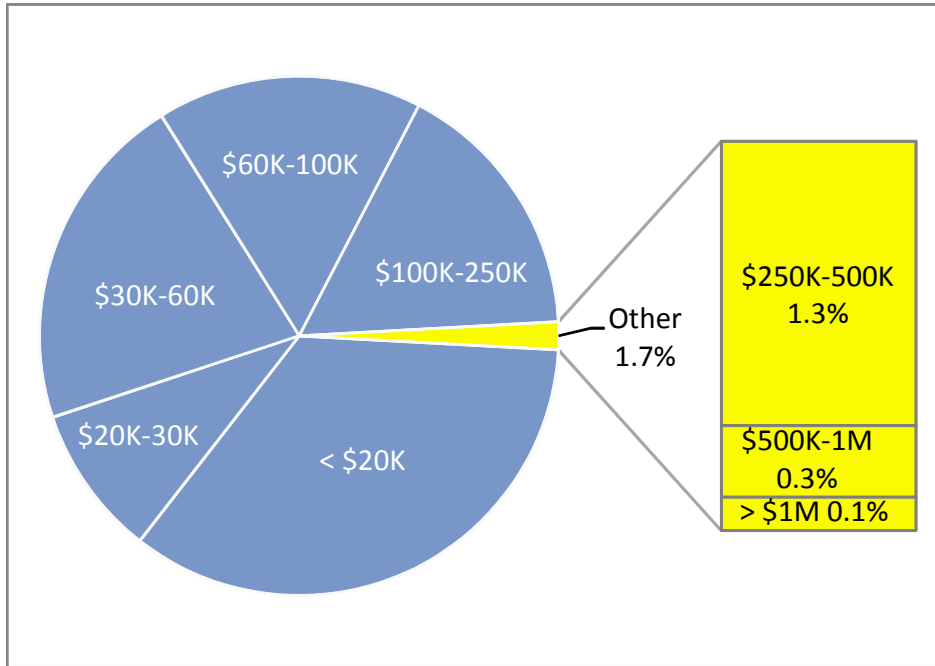 $60K-100K
$100K-250K
$30K-60K
$20K-30K
< $20K
Other
1.7%
$250K-500K
1.3%
$500K-1M
0.3%
> $1M 0.1%